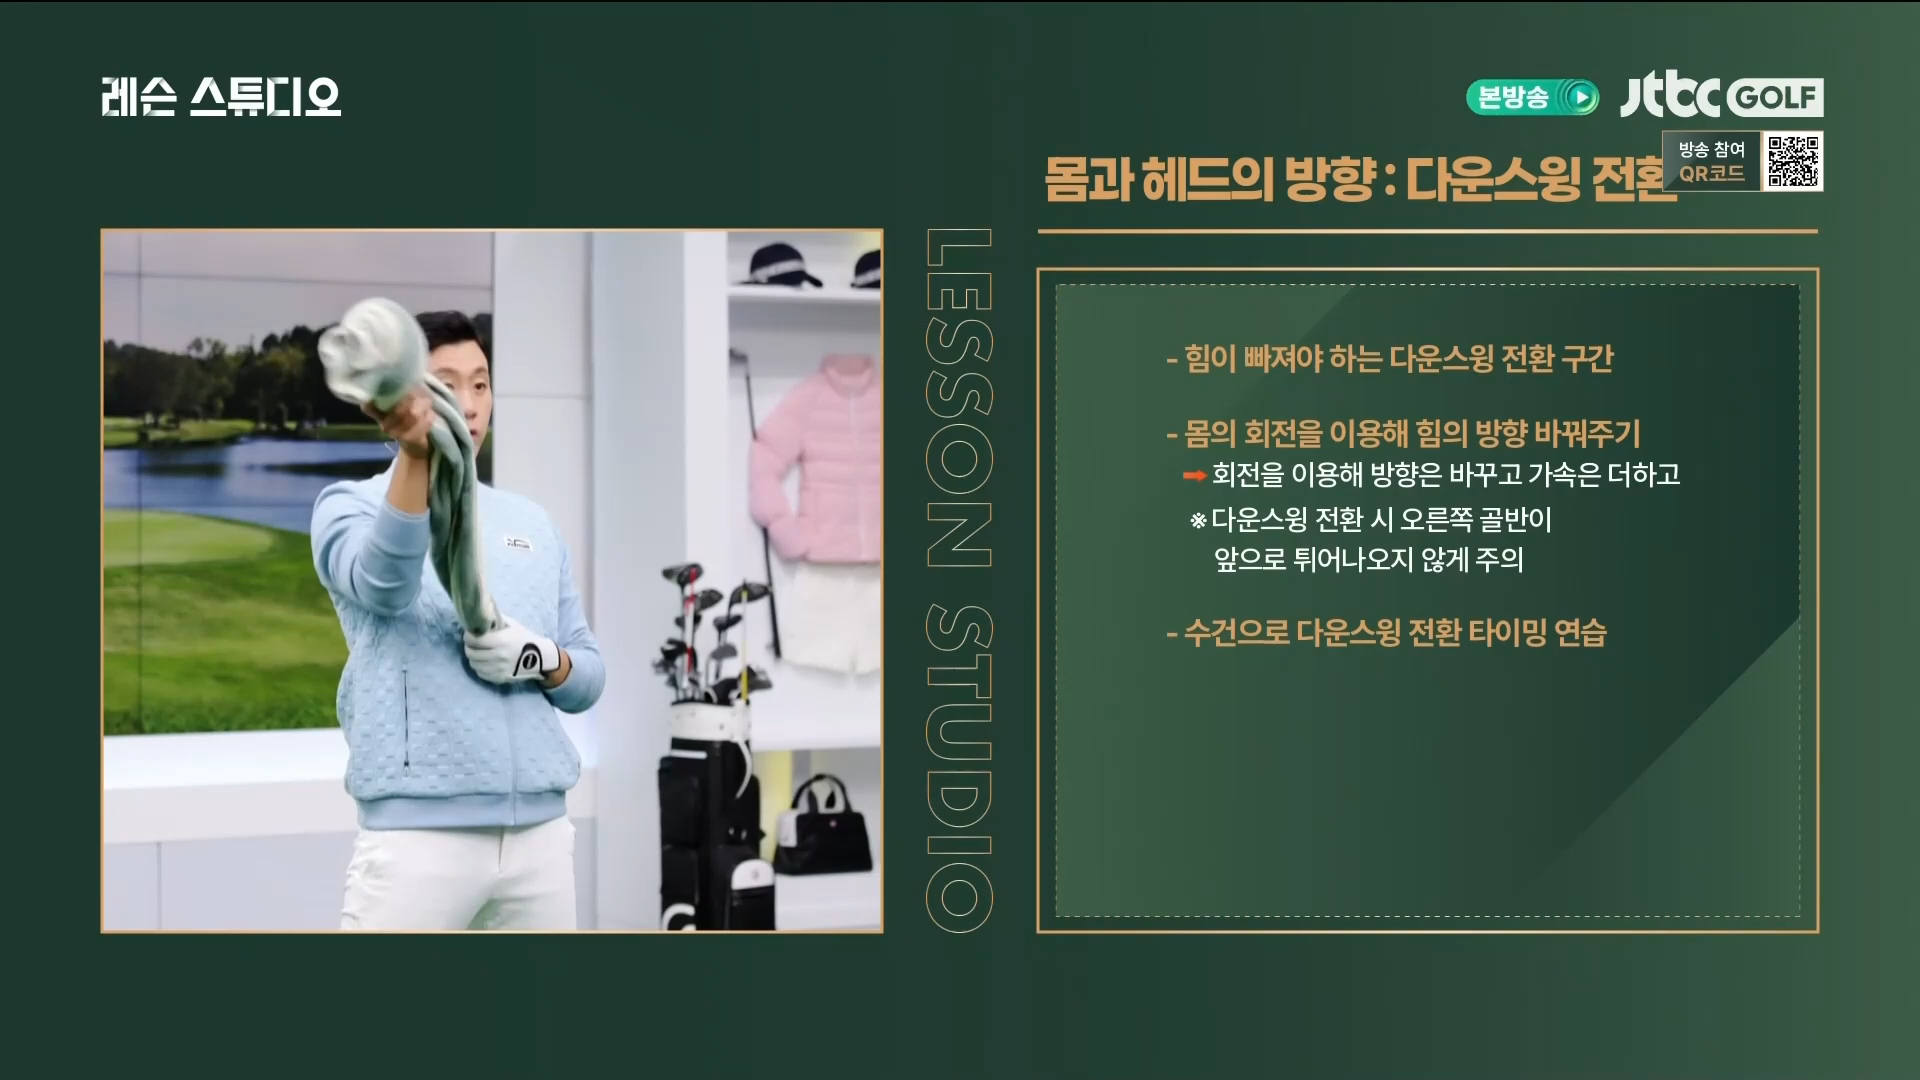 레슨 스튜디오
본방송
Jtbc GOLF
방송 참여
QR코드
몸과 헤드의 방향 : 다운스윙 전환
LESSON STUDIO
- 힘이 빠져야 하는 다운스윙 전환 구간
- 몸의 회전을 이용해 힘의 방향 바꿔주기
➡ 회전을 이용해 방향은 바꾸고 가속은 더하고
※ 다운스윙 전환 시 오른쪽 골반이
앞으로 튀어나오지 않게 주의
- 수건으로 다운스윙 전환 타이밍 연습